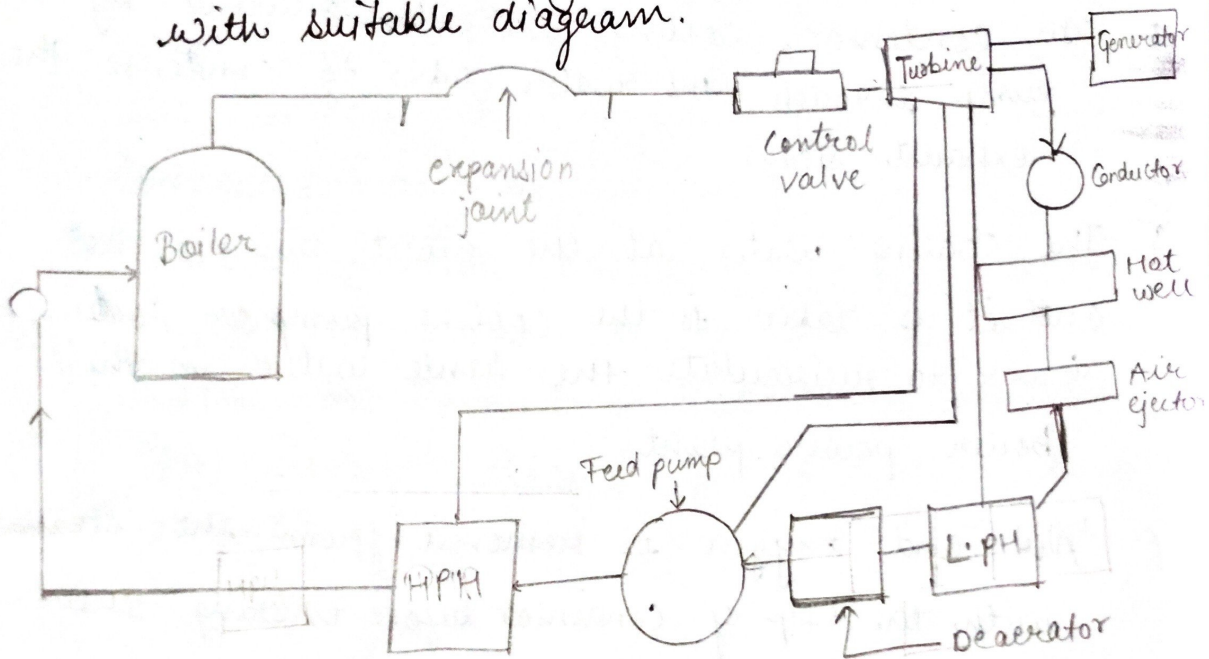 with suitable diagram.
Generator
Turbine
Control
valve
expansion
joint
Conductor
Boiler
Hot
well
Air
ejector
Feed pump
HPH
L.PH
Deaerator